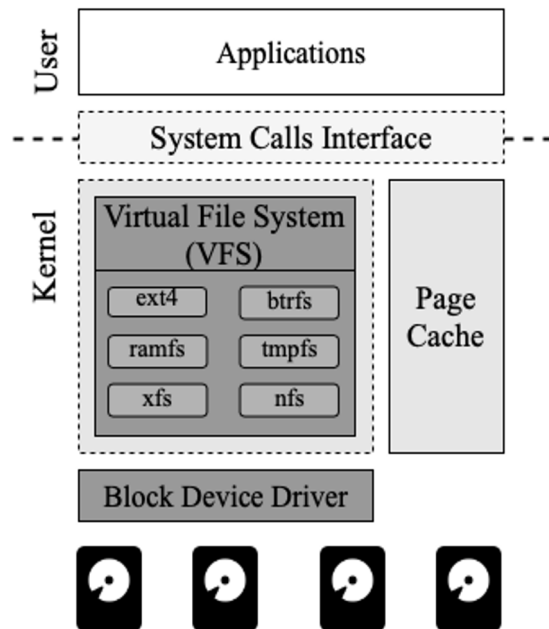 User
Applications
System Calls Interface
Kernel
Virtual File System
(VFS)
ext4
btrfs
ramfs
tmpfs
xfs
nfs
Page
Cache
Block Device Driver